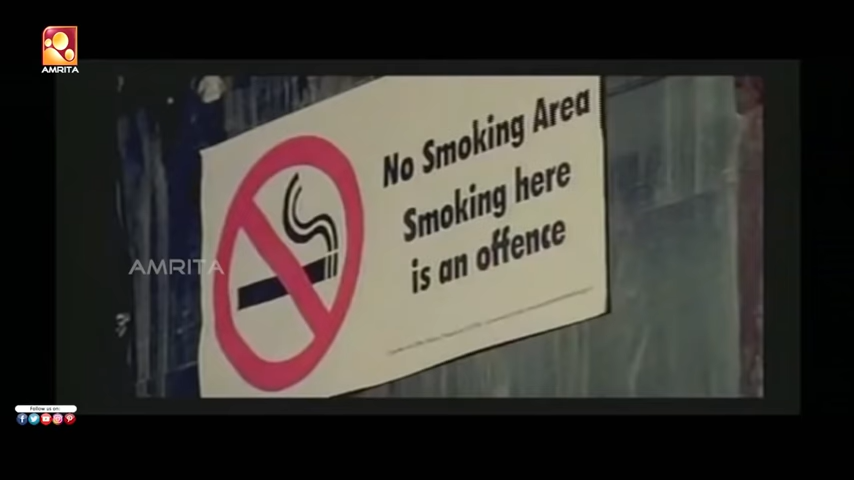 AMRITA
No Smoking Area
Smoking here
is an offence
AMRITA
Follow us on: